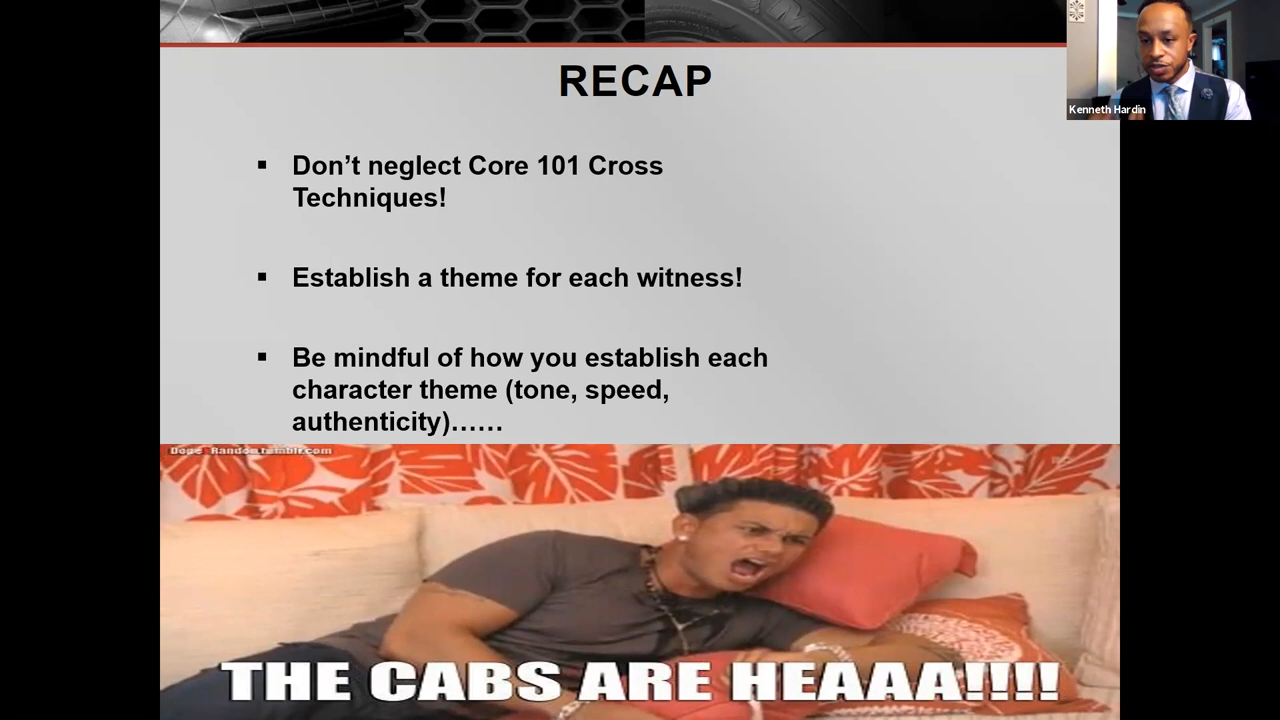 RECAP
Kenneth Hardin
▪ Don’t neglect Core 101 Cross
Techniques!
▪ Establish a theme for each witness!
▪ Be mindful of how you establish each
character theme (tone, speed,
authenticity)……
THE CABS ARE HEAAA!!!!